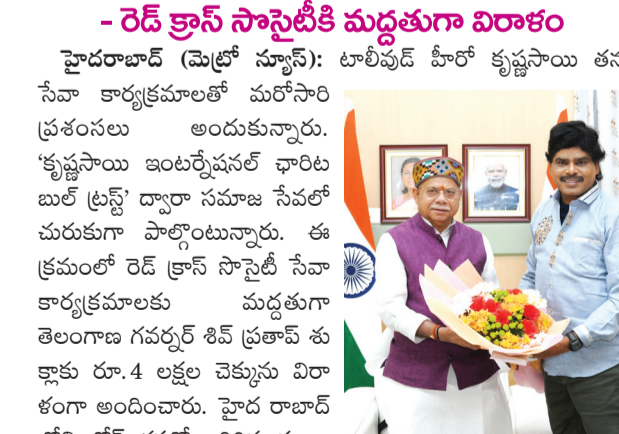 - రెడ్ క్రాస్ సొసైటీకి మద్దతుగా విరాళం
హైదరాబాద్ (మెట్రో న్యూస్): టాలీవుడ్ హీరో కృష్ణసాయి తన
సేవా కార్యక్రమాలతో మరోసారి
ప్రశంసలు అందుకున్నారు.
‘కృష్ణసాయి ఇంటర్నేషనల్ ఛారిట
బుల్ ట్రస్ట్’ ద్వారా సమాజ సేవలో
చురుకుగా పాల్గొంటున్నారు. ఈ
క్రమంలో రెడ్ క్రాస్ సొసైటీ సేవా
కార్యక్రమాలకు మద్దతుగా
తెలంగాణ గవర్నర్ శివ్ ప్రతాప్ శు
క్లాకు రూ.4 లక్షల చెక్కును విరా
ళంగా అందించారు. హైద రాబాద్